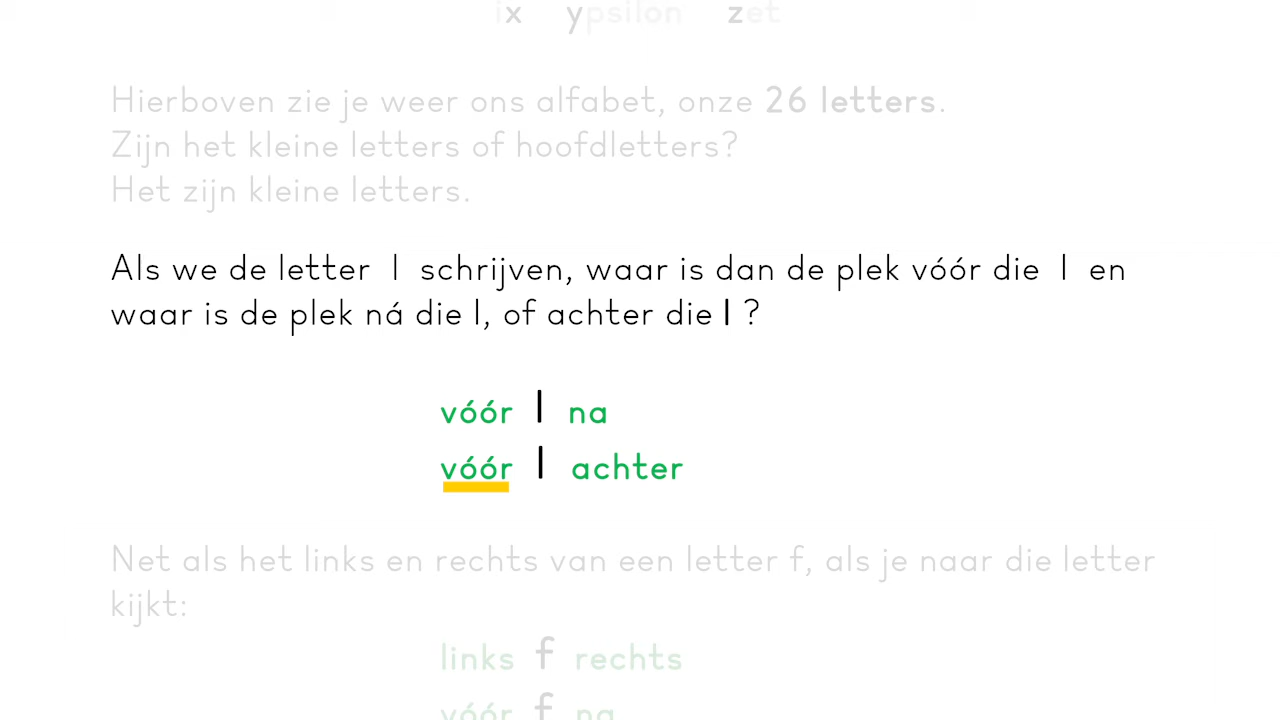 ix ypsilon zet
Hierboven zie je weer ons alfabet, onze 26 letters.
Zijn het kleine letters of hoofdletters?
Het zijn kleine letters.
Als we de letter l schrijven, waar is dan de plek vóór die l en
waar is de plek ná die l, of achter die l ?
vóór l na
vóór l achter
Net als het links en rechts van een letter f, als je naar die letter
kijkt:
links f rechts
vóór f na